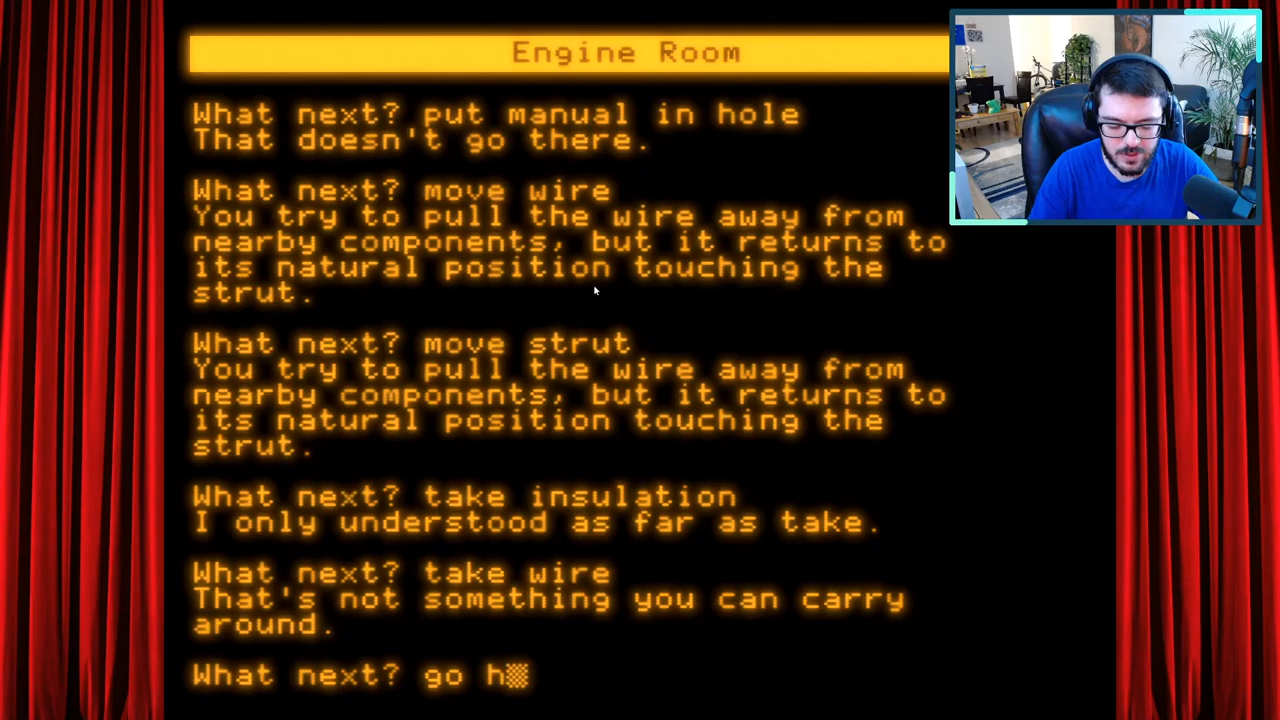 Engine Room
What next? put manual in hole
That doesn't go there.
What next? move wire
You try to pull the wire away from
nearby components, but it returns to
its natural position touching the
strut.
What next? move strut
You try to pull the wire away from
nearby components, but it returns to
its natural position touching the
strut.
What next? take insulation
I only understood as far as take.
What next? take wire
That's not something you can carry
around.
What next? go h